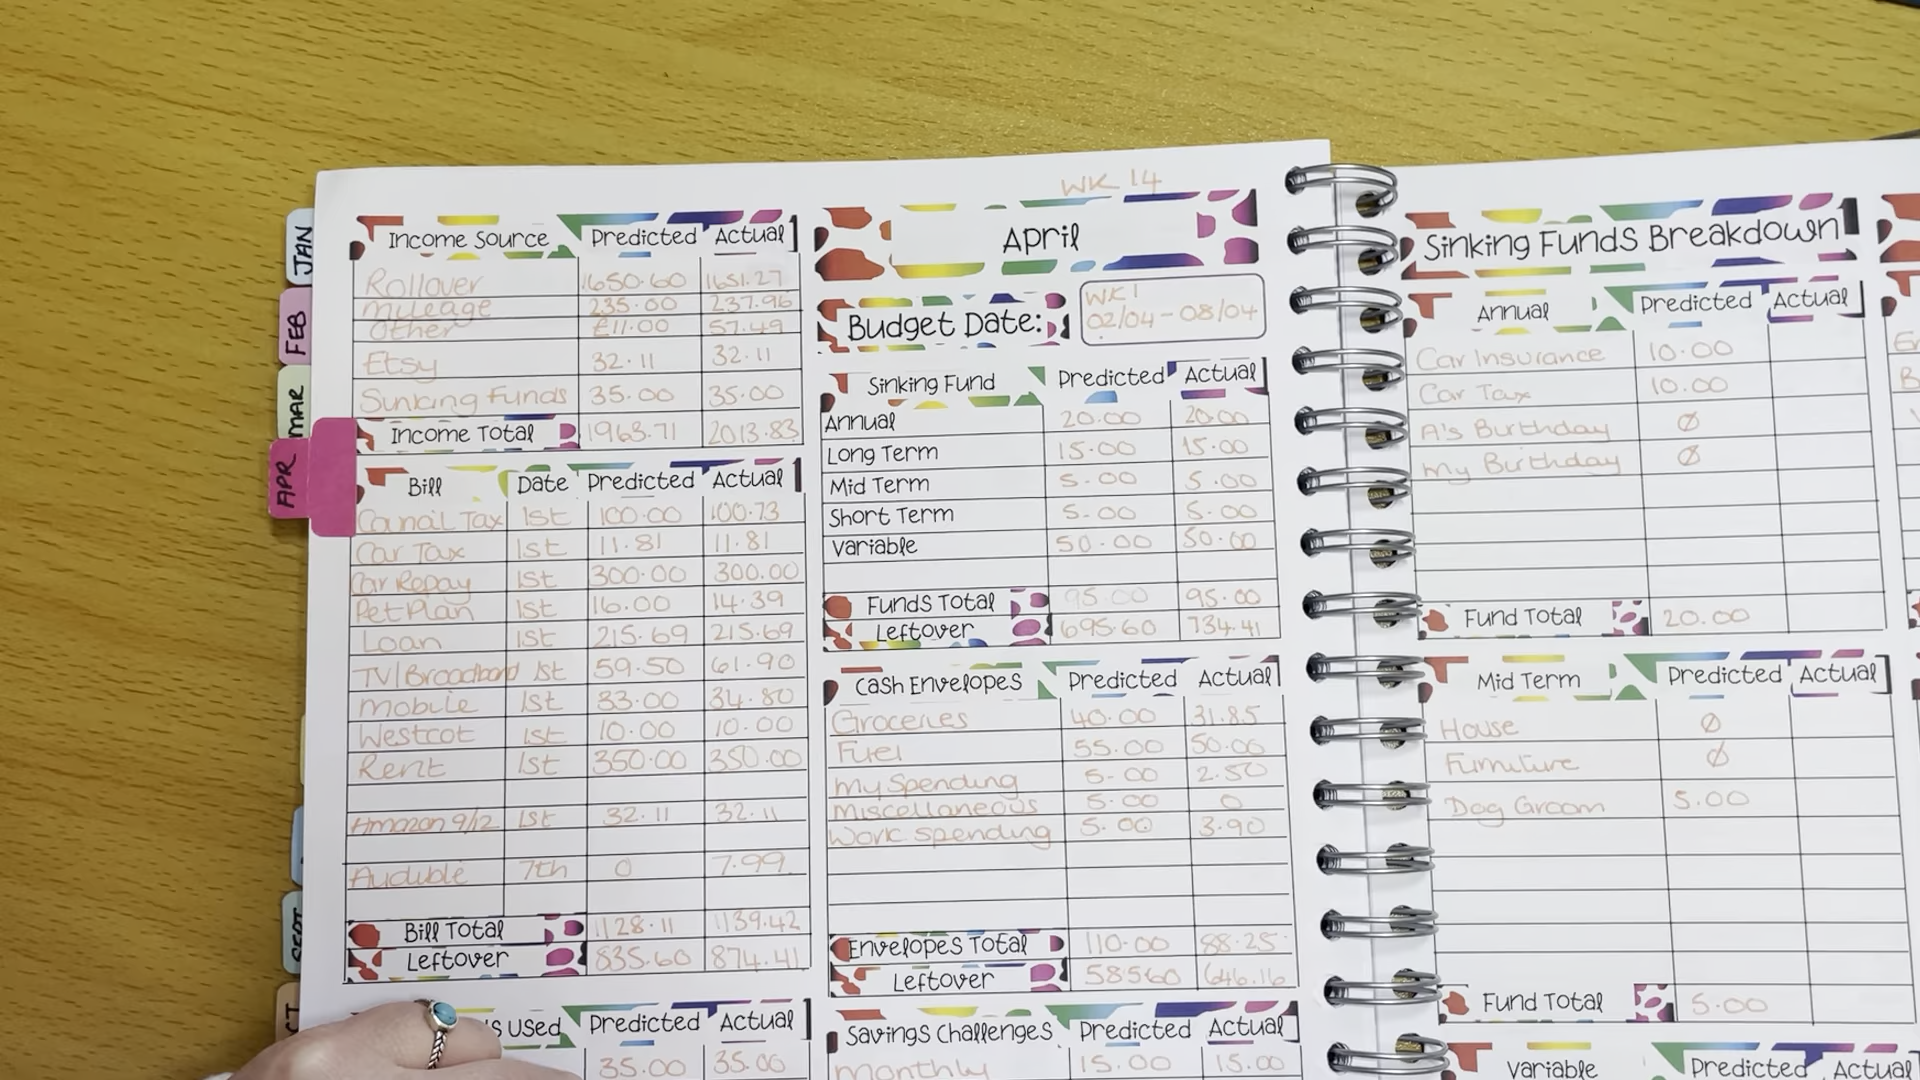 WK 14
JAN
FEB
MAR
APR
SEPT
CT
Income Source Predicted Actual
Rollover 1650.60 1651.27
Mileage 235.00 237.96
Other £11.00 57.49
Etsy 32.11 32.11
Sinking Funds 35.00 35.00
Income Total 1963.71 2013.83
Bill Date Predicted Actual
Council Tax 1st 100.00 100.73
Car Tax 1st 11.81 11.81
Car Repay 1st 300.00 300.00
Pet Plan 1st 16.00 14.39
Loan 1st 215.69 215.69
TV/Broadband 1st 59.50 61.90
Mobile 1st 33.00 34.80
Westcot 1st 10.00 10.00
Rent 1st 350.00 350.00
Amazon 9/12 1st 32.11 32.11
Audible 7th 0 7.99
Bill Total 1128.11 1139.42
Leftover 835.60 874.41
s Used Predicted Actual
35.00 35.00
April
Budget Date: WK1
02/04 - 08/04
Sinking Fund Predicted Actual
Annual 20.00 20.00
Long Term 15.00 15.00
Mid Term 5.00 5.00
Short Term 5.00 5.00
Variable 50.00 50.00
Funds Total 95.00 95.00
Leftover 695.60 734.41
Cash Envelopes Predicted Actual
Groceries 40.00 31.85
Fuel 55.00 50.00
My Spending 5.00 2.50
Miscellaneous 5.00 0
Work spending 5.00 3.90
Envelopes Total 110.00 88.25
Leftover 585.60 646.16
Savings Challenges Predicted Actual
Monthly 15.00 15.00
Sinking Funds Breakdown
Annual Predicted Actual
Car Insurance 10.00
Car Tax 10.00
A's Birthday Ø
My Birthday Ø
Fund Total 20.00
Mid Term Predicted Actual
House Ø
Furniture Ø
Dog Groom 5.00
Fund Total 5.00
Variable Predicted Actual